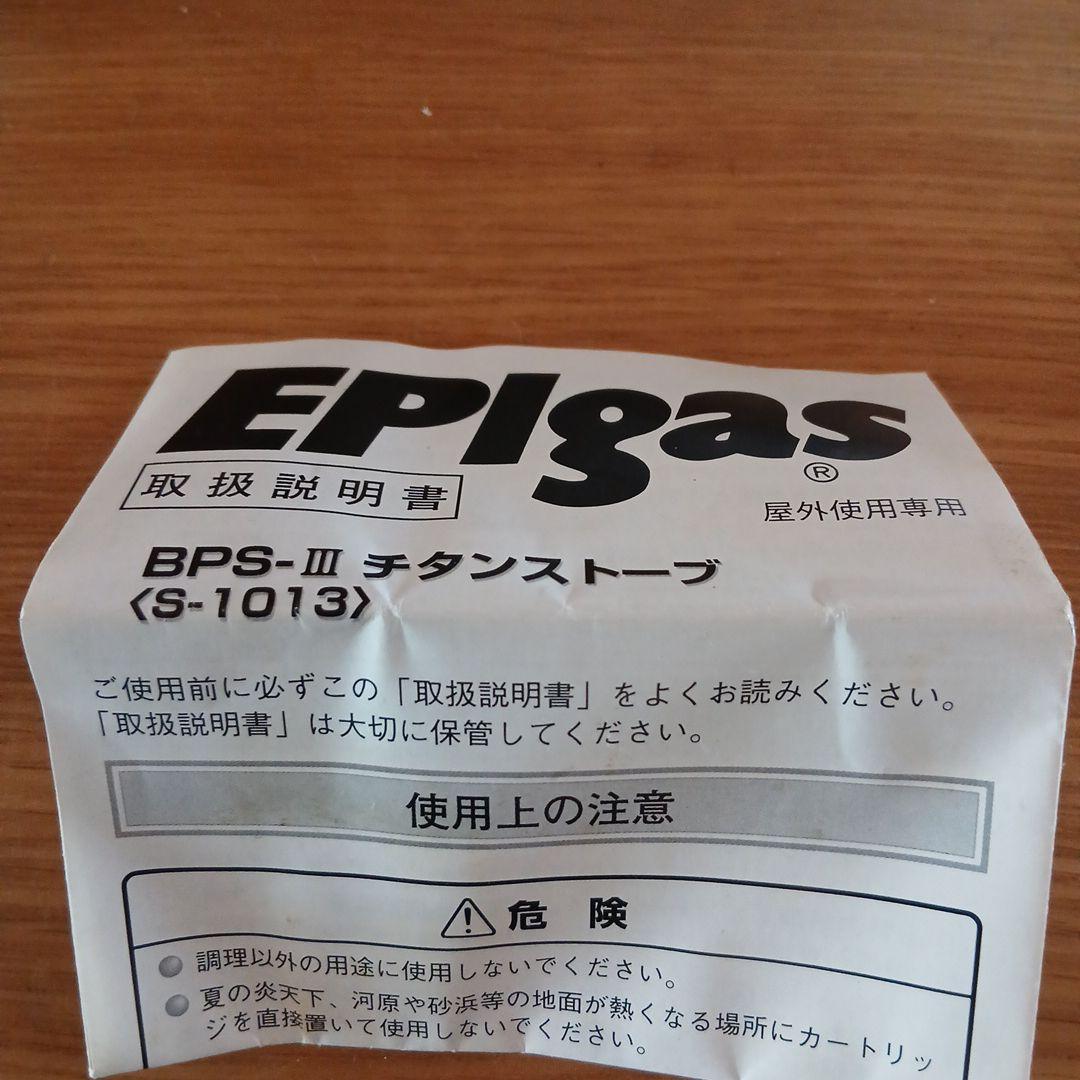 EPIgas®
取扱説明書
屋外使用専用
BPS-Ⅲ チタンストーブ
〈S-1013〉
ご使用前に必ずこの「取扱説明書」をよくお読みください。
「取扱説明書」は大切に保管してください。
使用上の注意
⚠危 険
● 調理以外の用途に使用しないでください。
● 夏の炎天下、河原や砂浜等の地面が熱くなる場所にカートリッ
ジを直接置いて使用しないでください。